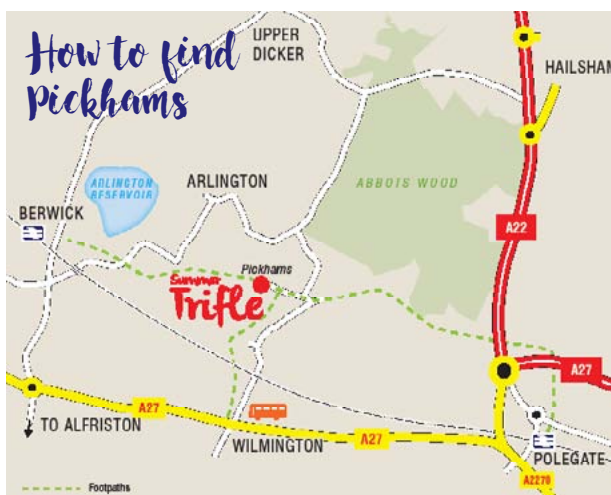 How to find
Pickhams
UPPER
DICKER
HAILSHAM
ARLINGTON
RESERVOIR
ARLINGTON
ABBOTS WOOD
BERWICK
A22
Pickhams
Summer
Trifle
A27
A27
TO ALFRISTON
WILMINGTON
A27
POLEGATE
A2270
Footpaths